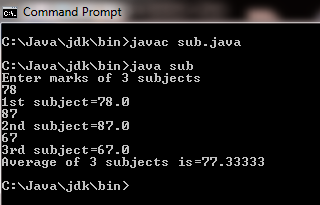 Command Prompt
C:\Java\jdk\bin>javac sub.java
C:\Java\jdk\bin>java sub
Enter marks of 3 subjects
78
1st subject=78.0
87
2nd subject=87.0
67
3rd subject=67.0
Average of 3 subjects is=77.33333
C:\Java\jdk\bin>